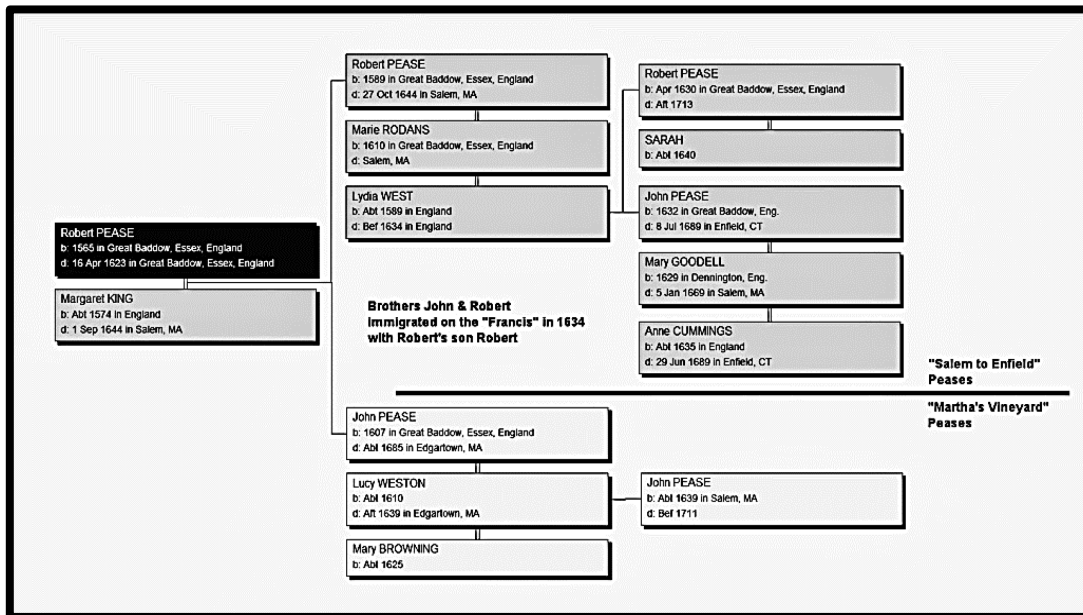 Robert PEASE
b: 1565 in Great Baddow, Essex, England
d: 16 Apr 1623 in Great Baddow, Essex, England
Margaret KING
b: Abt 1574 in England
d: 1 Sep 1644 in Salem, MA
Robert PEASE
b: 1589 in Great Baddow, Essex, England
d: 27 Oct 1644 in Salem, MA
Marie RODANS
b: 1610 in Great Baddow, Essex, England
d: Salem, MA
Lydia WEST
b: Abt 1589 in England
d: Bef 1634 in England
Robert PEASE
b: Apr 1630 in Great Baddow, Essex, England
d: Aft 1713
SARAH
b: Abt 1640
John PEASE
b: 1632 in Great Baddow, Eng.
d: 8 Jul 1689 in Enfield, CT
Mary GOODELL
b: 1629 in Dennington, Eng.
d: 5 Jan 1669 in Salem, MA
Anne CUMMINGS
b: Abt 1635 in England
d: 29 Jun 1689 in Enfield, CT
Brothers John & Robert
Immigrated on the "Francis" in 1634
with Robert's son Robert
"Salem to Enfield"
Peases
"Martha's Vineyard"
Peases
John PEASE
b: 1607 in Great Baddow, Essex, England
d: Abt 1685 in Edgartown, MA
Lucy WESTON
b: Abt 1610
d: Aft 1639 in Edgartown, MA
Mary BROWNING
b: Abt 1625
John PEASE
b: Abt 1639 in Salem, MA
d: Bef 1711